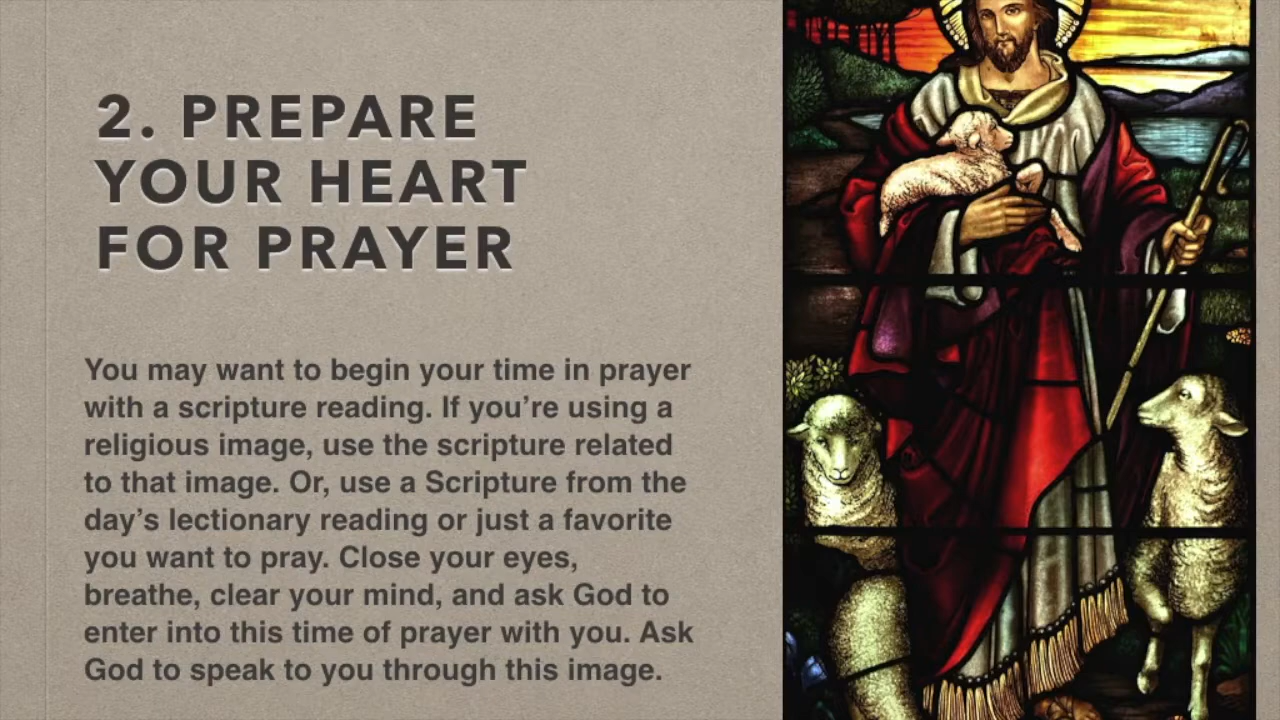 2. PREPARE
YOUR HEART
FOR PRAYER
You may want to begin your time in prayer
with a scripture reading. If you’re using a
religious image, use the scripture related
to that image. Or, use a Scripture from the
day’s lectionary reading or just a favorite
you want to pray. Close your eyes,
breathe, clear your mind, and ask God to
enter into this time of prayer with you. Ask
God to speak to you through this image.